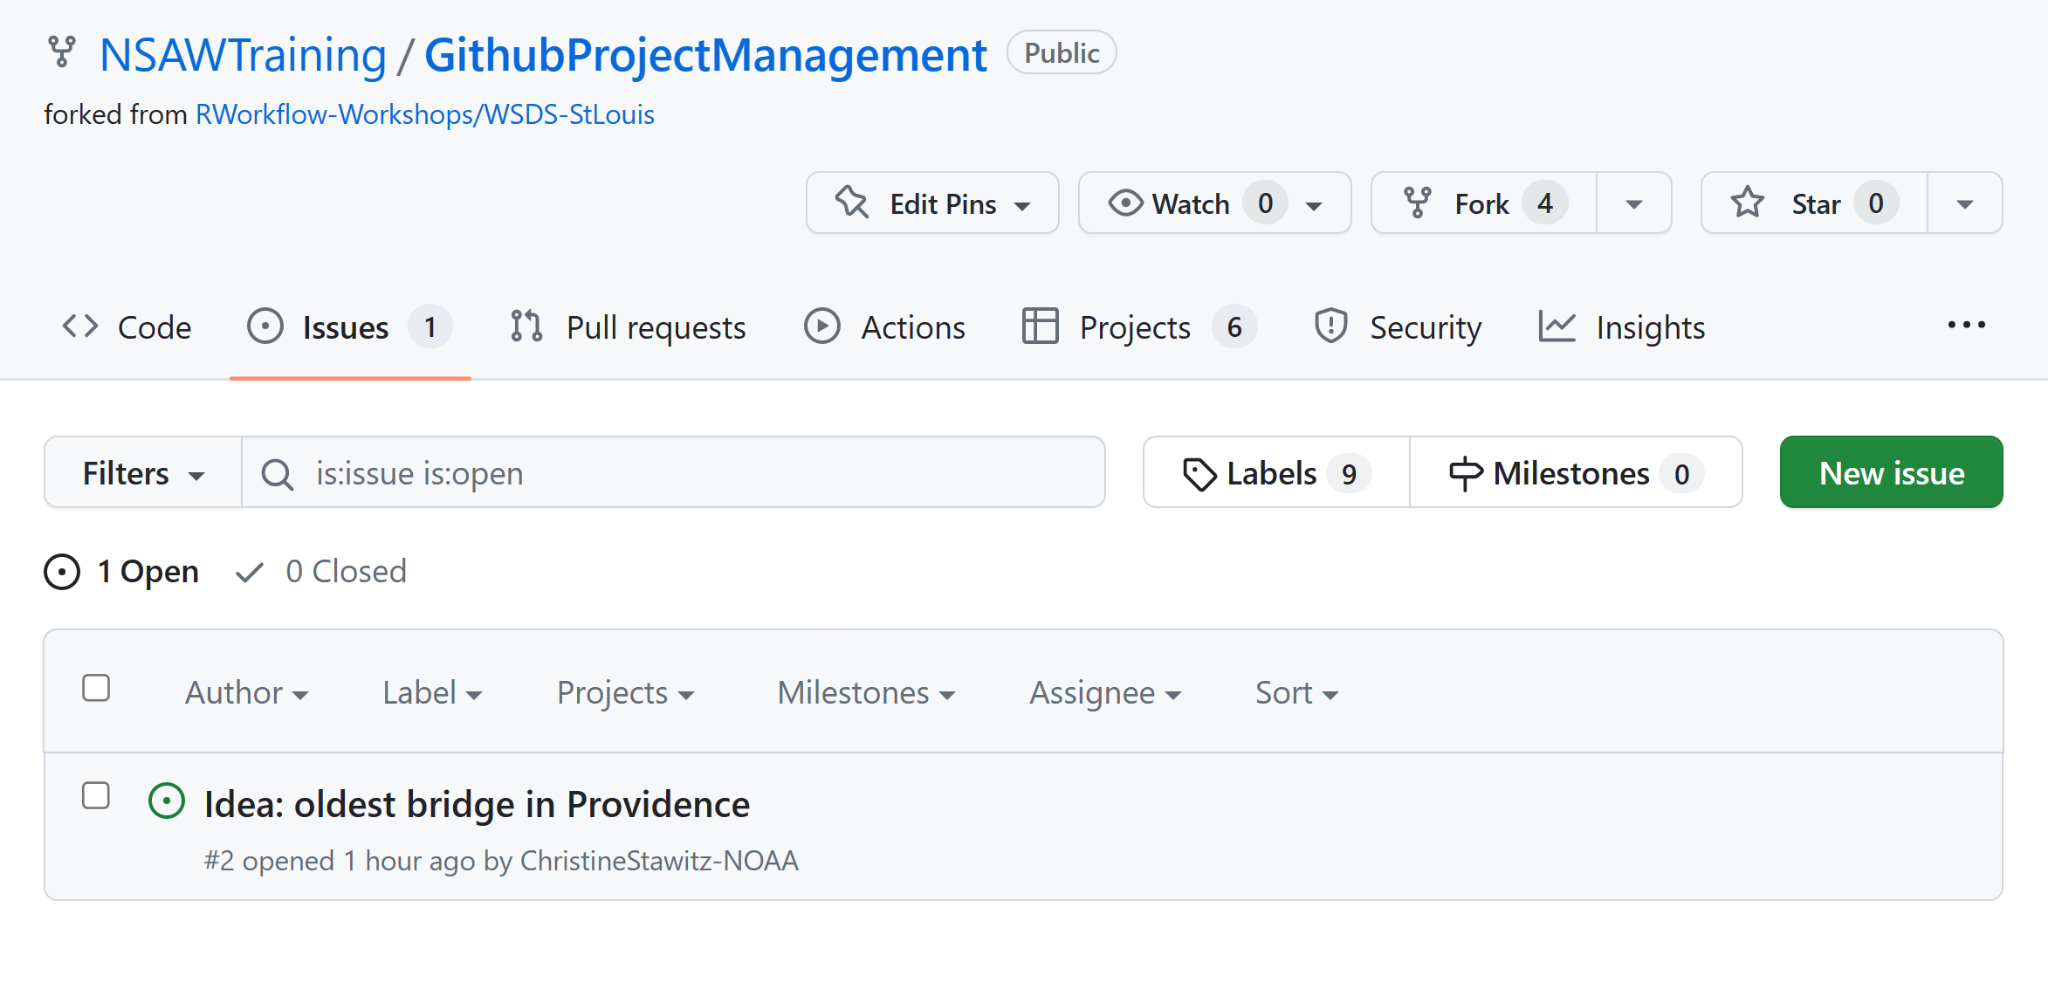 NSAWTraining / GithubProjectManagement Public
forked from RWorkflow-Workshops/WSDS-StLouis
Edit Pins Watch 0 Fork 4 Star 0
Code Issues 1 Pull requests Actions Projects 6 Security Insights ...
Filters is:issue is:open Labels 9 Milestones 0 New issue
1 Open 0 Closed
Author Label Projects Milestones Assignee Sort
Idea: oldest bridge in Providence
#2 opened 1 hour ago by ChristineStawitz-NOAA